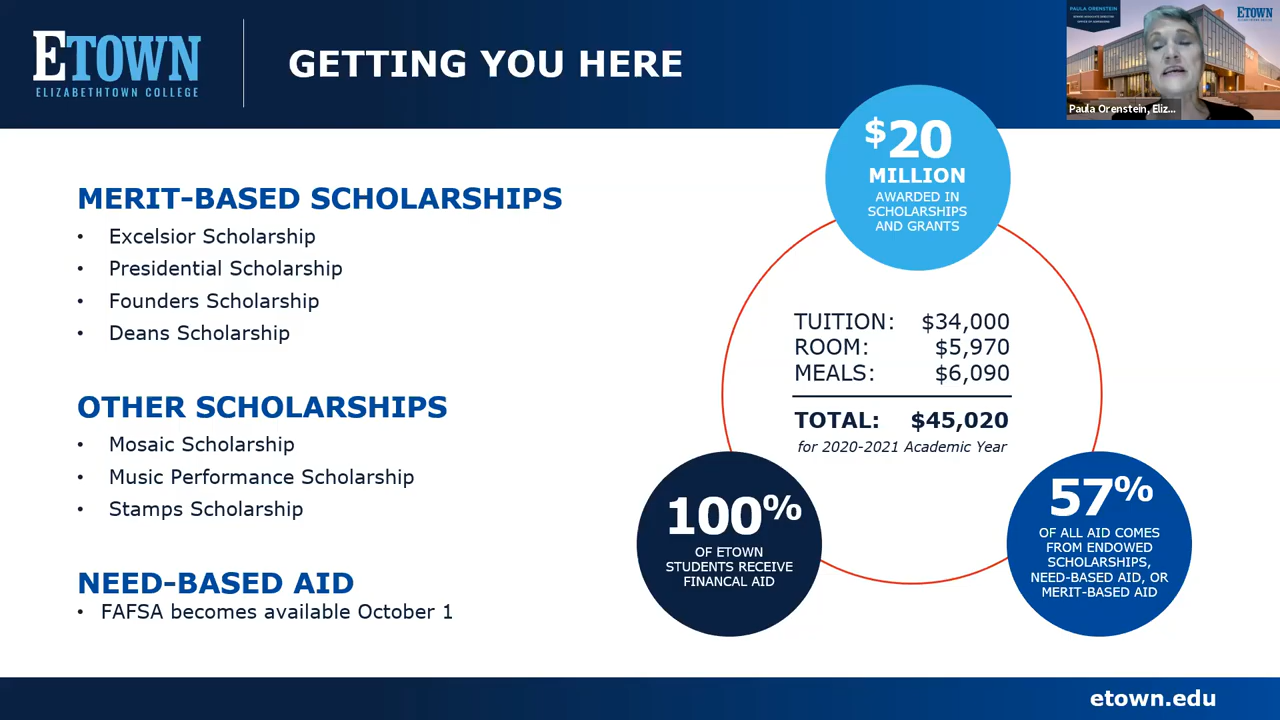 ETOWN
ELIZABETHTOWN COLLEGE
GETTING YOU HERE
PAULA ORENSTEIN
ETOWN
Paula Orenstein, Eliz...
MERIT-BASED SCHOLARSHIPS
• Excelsior Scholarship
• Presidential Scholarship
• Founders Scholarship
• Deans Scholarship
OTHER SCHOLARSHIPS
• Mosaic Scholarship
• Music Performance Scholarship
• Stamps Scholarship
NEED-BASED AID
• FAFSA becomes available October 1
$20
MILLION
AWARDED IN
SCHOLARSHIPS
AND GRANTS
TUITION: $34,000
ROOM: $5,970
MEALS: $6,090
TOTAL: $45,020
for 2020-2021 Academic Year
100%
OF ETOWN
STUDENTS RECEIVE
FINANCAL AID
57%
OF ALL AID COMES
FROM ENDOWED
SCHOLARSHIPS,
NEED-BASED AID, OR
MERIT-BASED AID
etown.edu